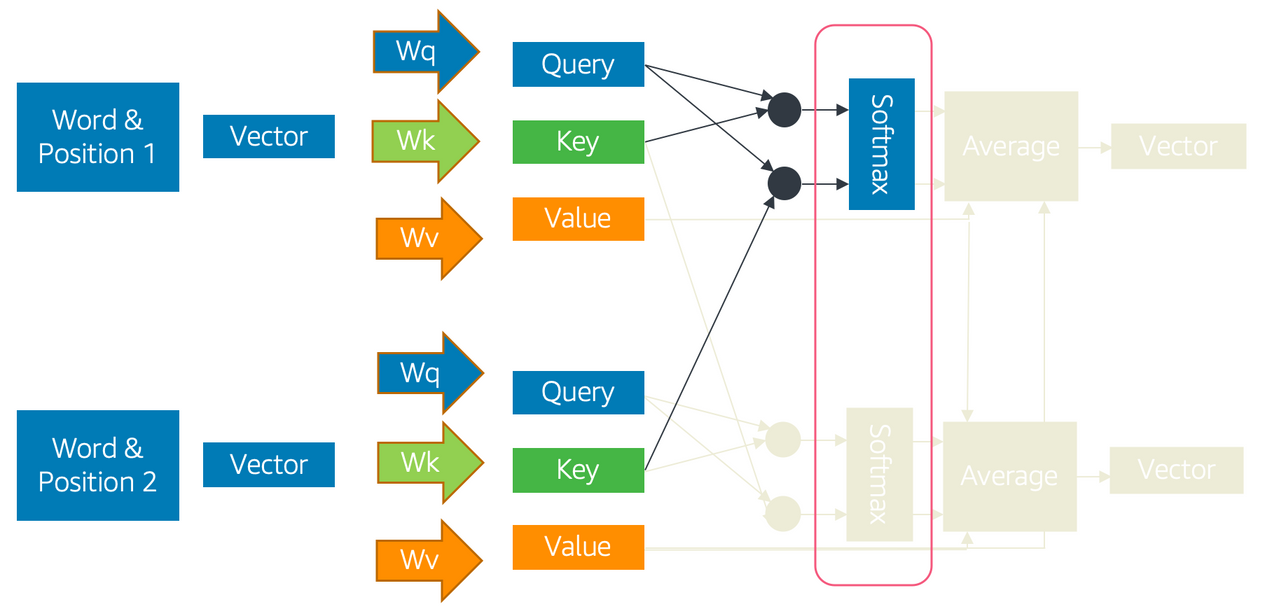 Word &
Position 1
Vector
Wq
Wk
Wv
Query
Key
Value
Softmax
Average
Vector
Word &
Position 2
Vector
Wq
Wk
Wv
Query
Key
Value
Softmax
Average
Vector